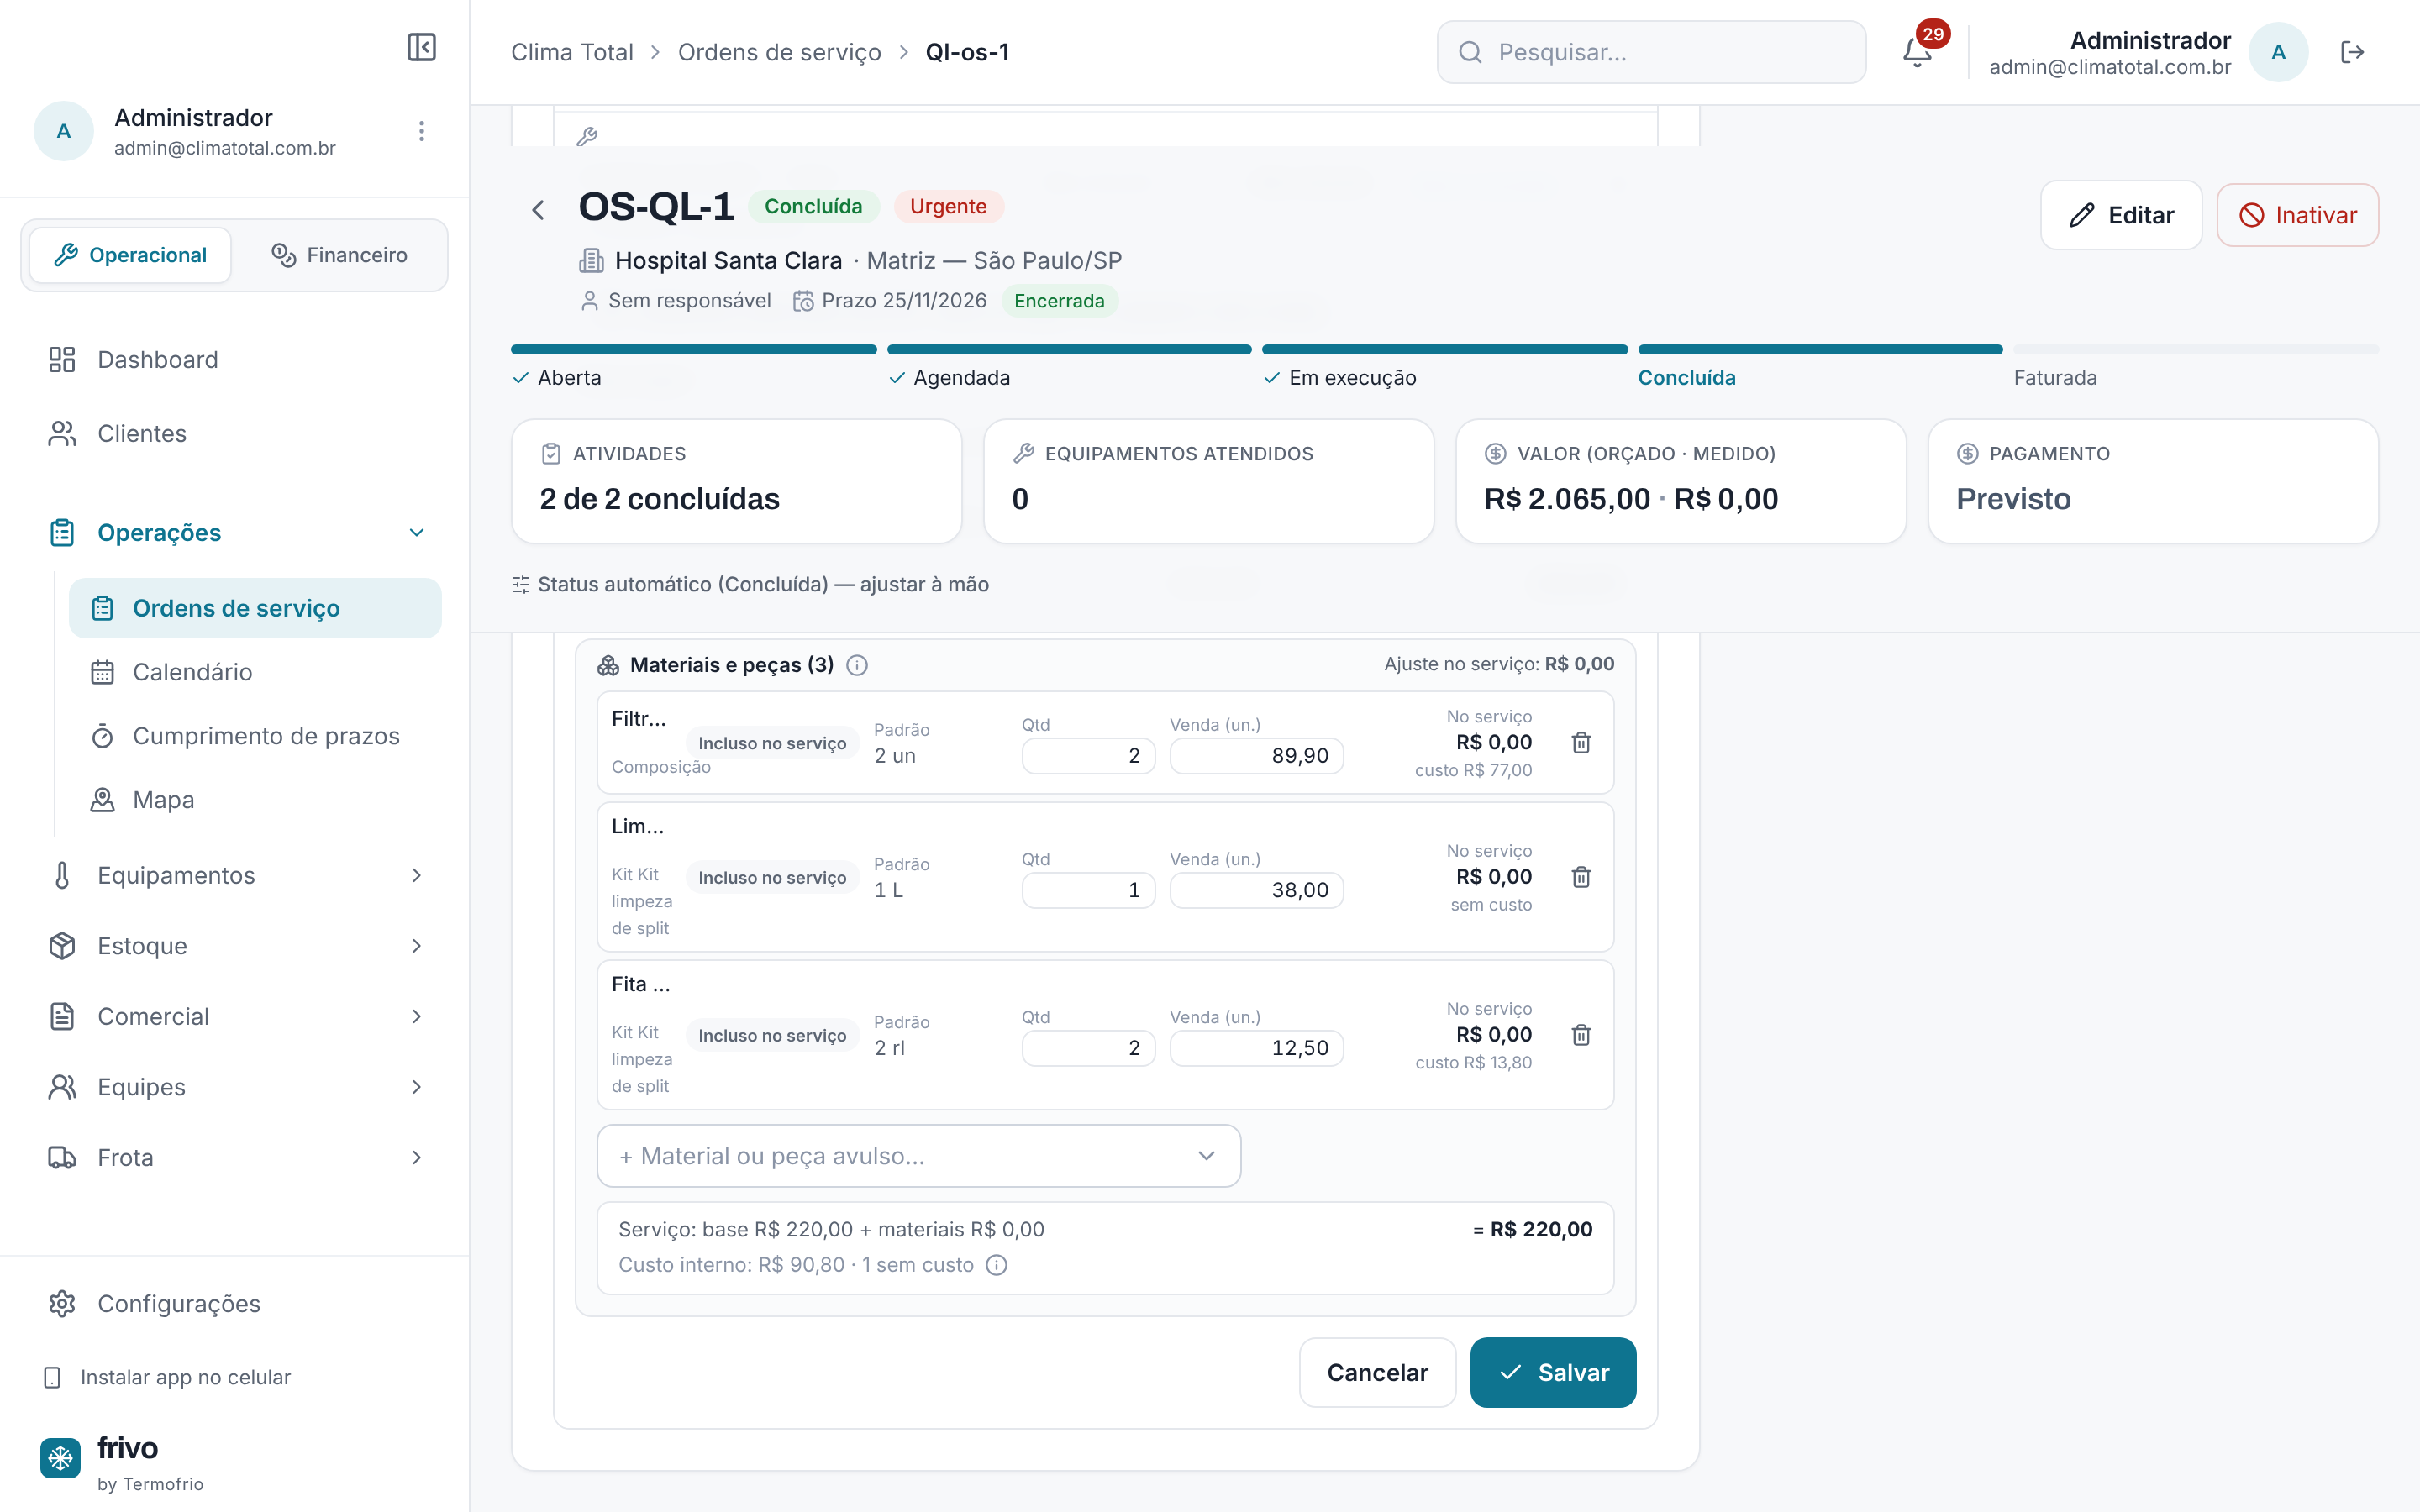 Clima Total > Ordens de serviço > Ql-os-1
Pesquisar...
29
Administrador
admin@climatotal.com.br
A
A
Administrador
admin@climatotal.com.br
Operacional
Financeiro
Dashboard
Clientes
Operações
Ordens de serviço
Calendário
Cumprimento de prazos
Mapa
Equipamentos
Estoque
Comercial
Equipes
Frota
Configurações
Instalar app no celular
frivo
by Termofrio
OS-QL-1 Concluída Urgente
Editar
Inativar
Hospital Santa Clara · Matriz — São Paulo/SP
Sem responsável Prazo 25/11/2026 Encerrada
Aberta
Agendada
Em execução
Concluída
Faturada
ATIVIDADES
2 de 2 concluídas
EQUIPAMENTOS ATENDIDOS
0
VALOR (ORÇADO · MEDIDO)
R$ 2.065,00 · R$ 0,00
PAGAMENTO
Previsto
Status automático (Concluída) — ajustar à mão
Materiais e peças (3)
Ajuste no serviço: R$ 0,00
Filtr...
Composição
Incluso no serviço
Padrão
2 un
Qtd
2
Venda (un.)
89,90
No serviço
R$ 0,00
custo R$ 77,00
Lim...
Kit Kit
limpeza
de split
Incluso no serviço
Padrão
1 L
Qtd
1
Venda (un.)
38,00
No serviço
R$ 0,00
sem custo
Fita ...
Kit Kit
limpeza
de split
Incluso no serviço
Padrão
2 rl
Qtd
2
Venda (un.)
12,50
No serviço
R$ 0,00
custo R$ 13,80
+ Material ou peça avulso...
Serviço: base R$ 220,00 + materiais R$ 0,00
= R$ 220,00
Custo interno: R$ 90,80 · 1 sem custo
Cancelar
Salvar